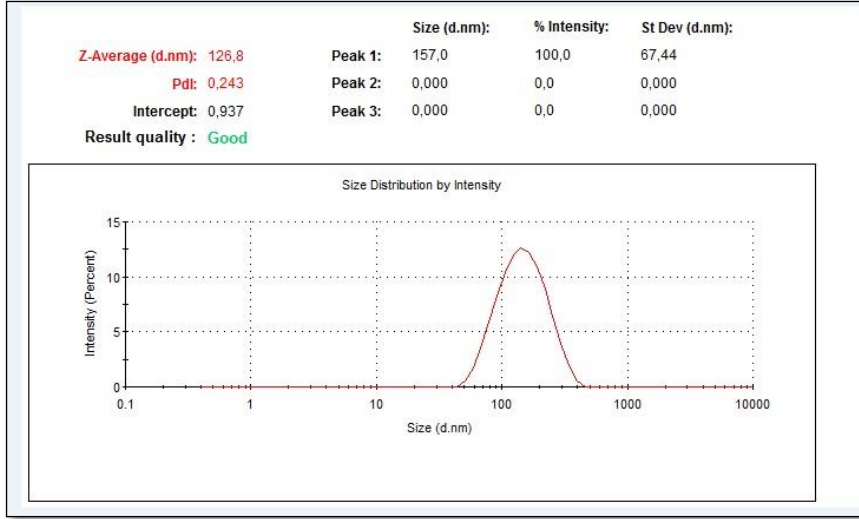 Size (d.nm): % Intensity: St Dev (d.nm):
Z-Average (d.nm): 126,8 Peak 1: 157,0 100,0 67,44
PdI: 0,243 Peak 2: 0,000 0,0 0,000
Intercept: 0,937 Peak 3: 0,000 0,0 0,000
Result quality : Good
Size Distribution by Intensity
15
10
5
0
Intensity (Percent)
0.1 1 10 100 1000 10000
Size (d.nm)